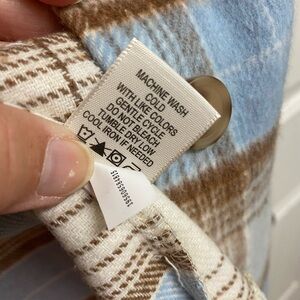 MACHINE WASH
COLD
WITH LIKE COLORS
GENTLE CYCLE
DO NOT BLEACH
TUMBLE DRY LOW
COOL IRON IF NEEDED